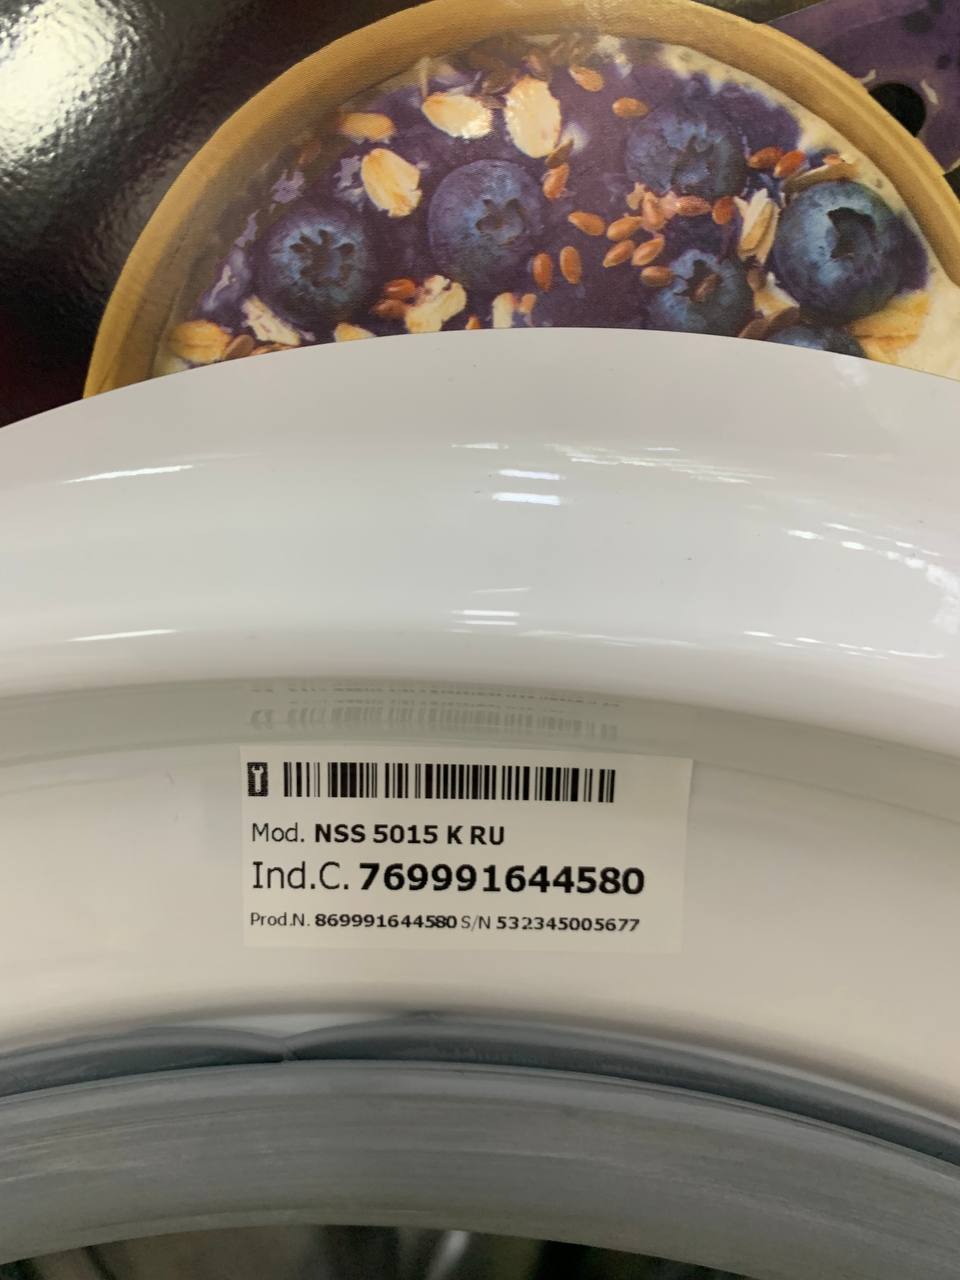 Mod. NSS 5015 K RU
Ind.C. 769991644580
Prod.N. 869991644580 S/N 532345005677